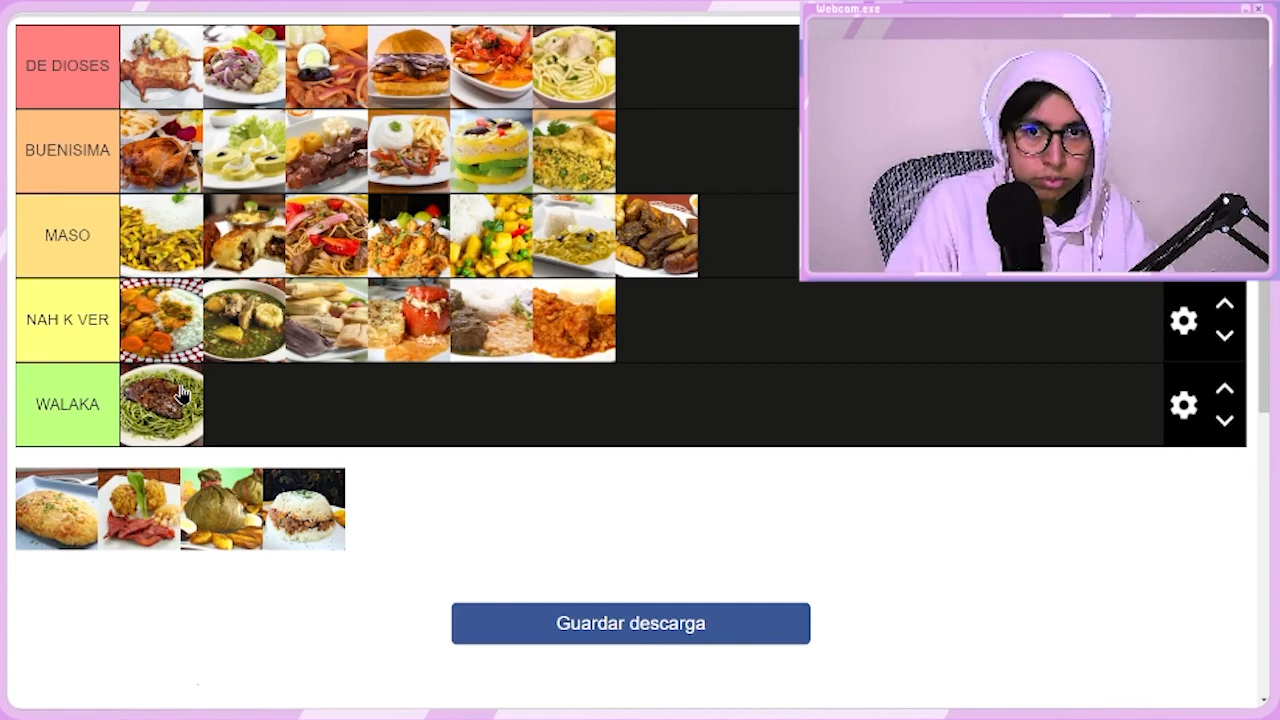 Webcam.exe
DE DIOSES
BUENISIMA
MASO
NAH K VER
WALAKA
Guardar descarga